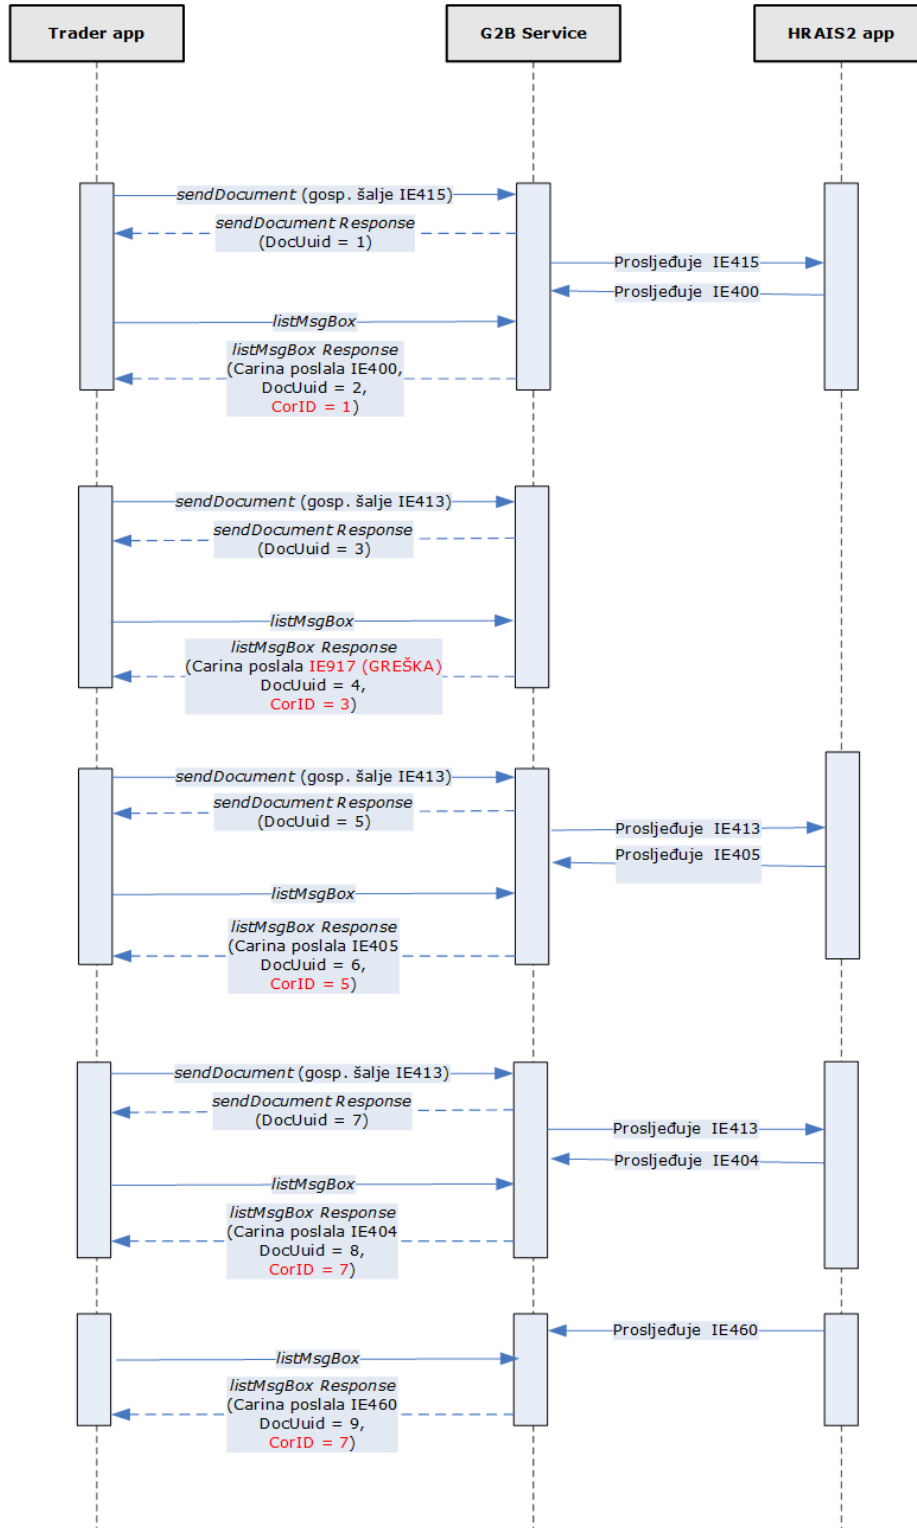 Trader app
G2B Service
HRAIS2 app
sendDocument (gosp. šalje IE415)
sendDocument Response
(DocUuid = 1)
Prosljeđuje IE415
Prosljeđuje IE400
listMsgBox
listMsgBox Response
(Carina poslala IE400,
DocUuid = 2,
CorID = 1)
sendDocument (gosp. šalje IE413)
sendDocument Response
(DocUuid = 3)
listMsgBox
listMsgBox Response
(Carina poslala IE917 (GREŠKA)
DocUuid = 4,
CorID = 3)
sendDocument (gosp. šalje IE413)
sendDocument Response
(DocUuid = 5)
Prosljeđuje IE413
Prosljeđuje IE405
listMsgBox
listMsgBox Response
(Carina poslala IE405
DocUuid = 6,
CorID = 5)
sendDocument (gosp. šalje IE413)
sendDocument Response
(DocUuid = 7)
Prosljeđuje IE413
Prosljeđuje IE404
listMsgBox
listMsgBox Response
(Carina poslala IE404
DocUuid = 8,
CorID = 7)
Prosljeđuje IE460
listMsgBox
listMsgBox Response
(Carina poslala IE460
DocUuid = 9,
CorID = 7)